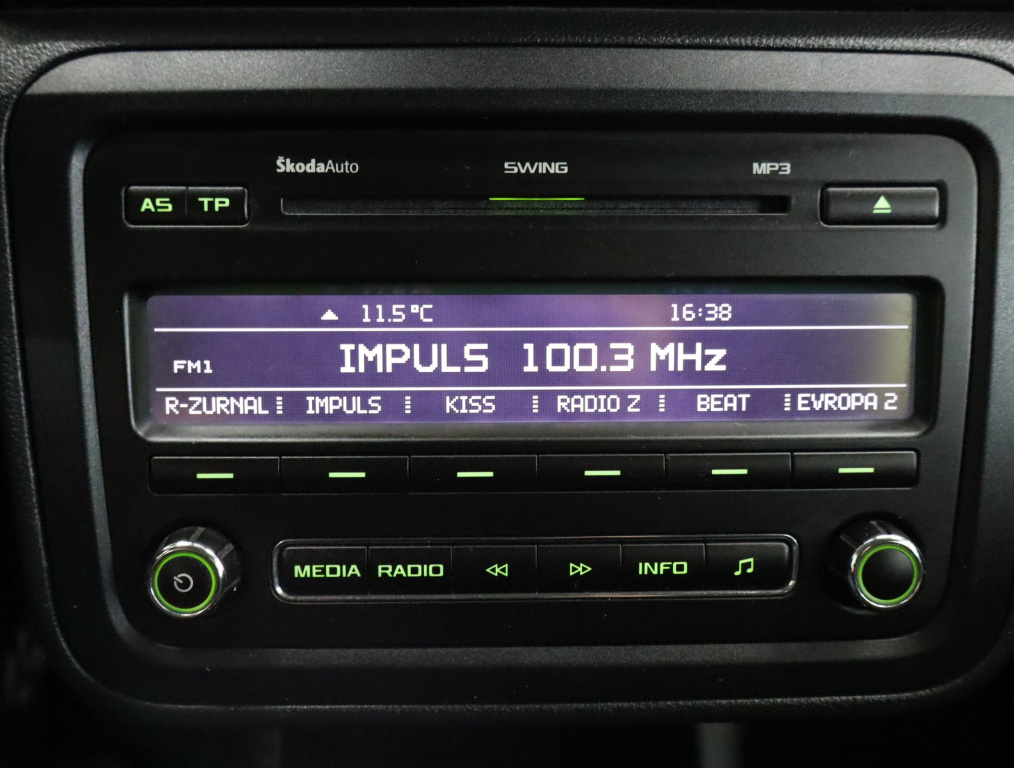 ŠkodaAuto SWING MP3
AS TP
11.5°C 16:38
FM1 IMPULS 100.3 MHz
R-ZURNAL IMPULS KISS RADIO Z BEAT EVROPA 2
MEDIA RADIO INFO